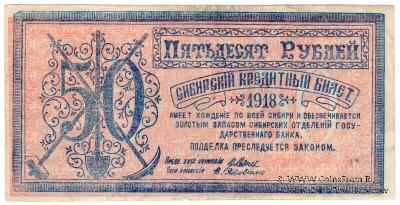 50
Пятьдесят Рублей
Сибирский Кредитный Билет.
1918
ИМЕЕТ ХОЖДЕНИЕ ПО ВСЕЙ СИБИРИ И ОБЕСПЕЧИВАЕТСЯ
ЗОЛОТЫМ ЗАПАСОМ СИБИРСКИХ ОТДЕЛЕНИЙ ГОСУ-
ДАРСТВЕННОГО БАНКА.
ПОДДЕЛКА ПРЕСЛЕДУЕТСЯ ЗАКОНОМ.